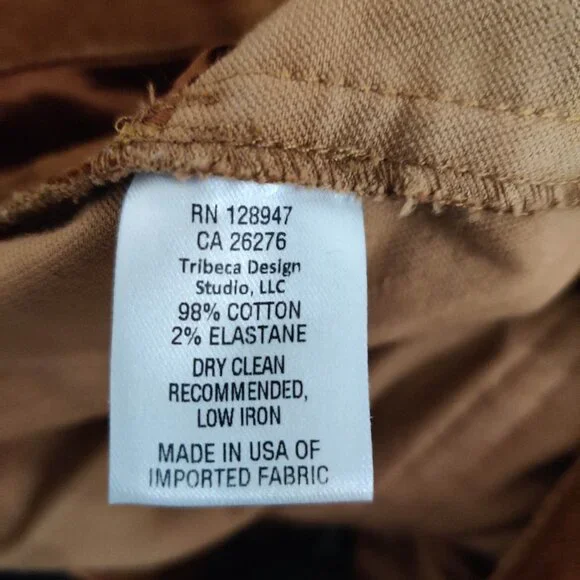 RN 128947
CA 26276
Tribeca Design
Studio, LLC
98% COTTON
2% ELASTANE
DRY CLEAN
RECOMMENDED,
LOW IRON
MADE IN USA OF
IMPORTED FABRIC